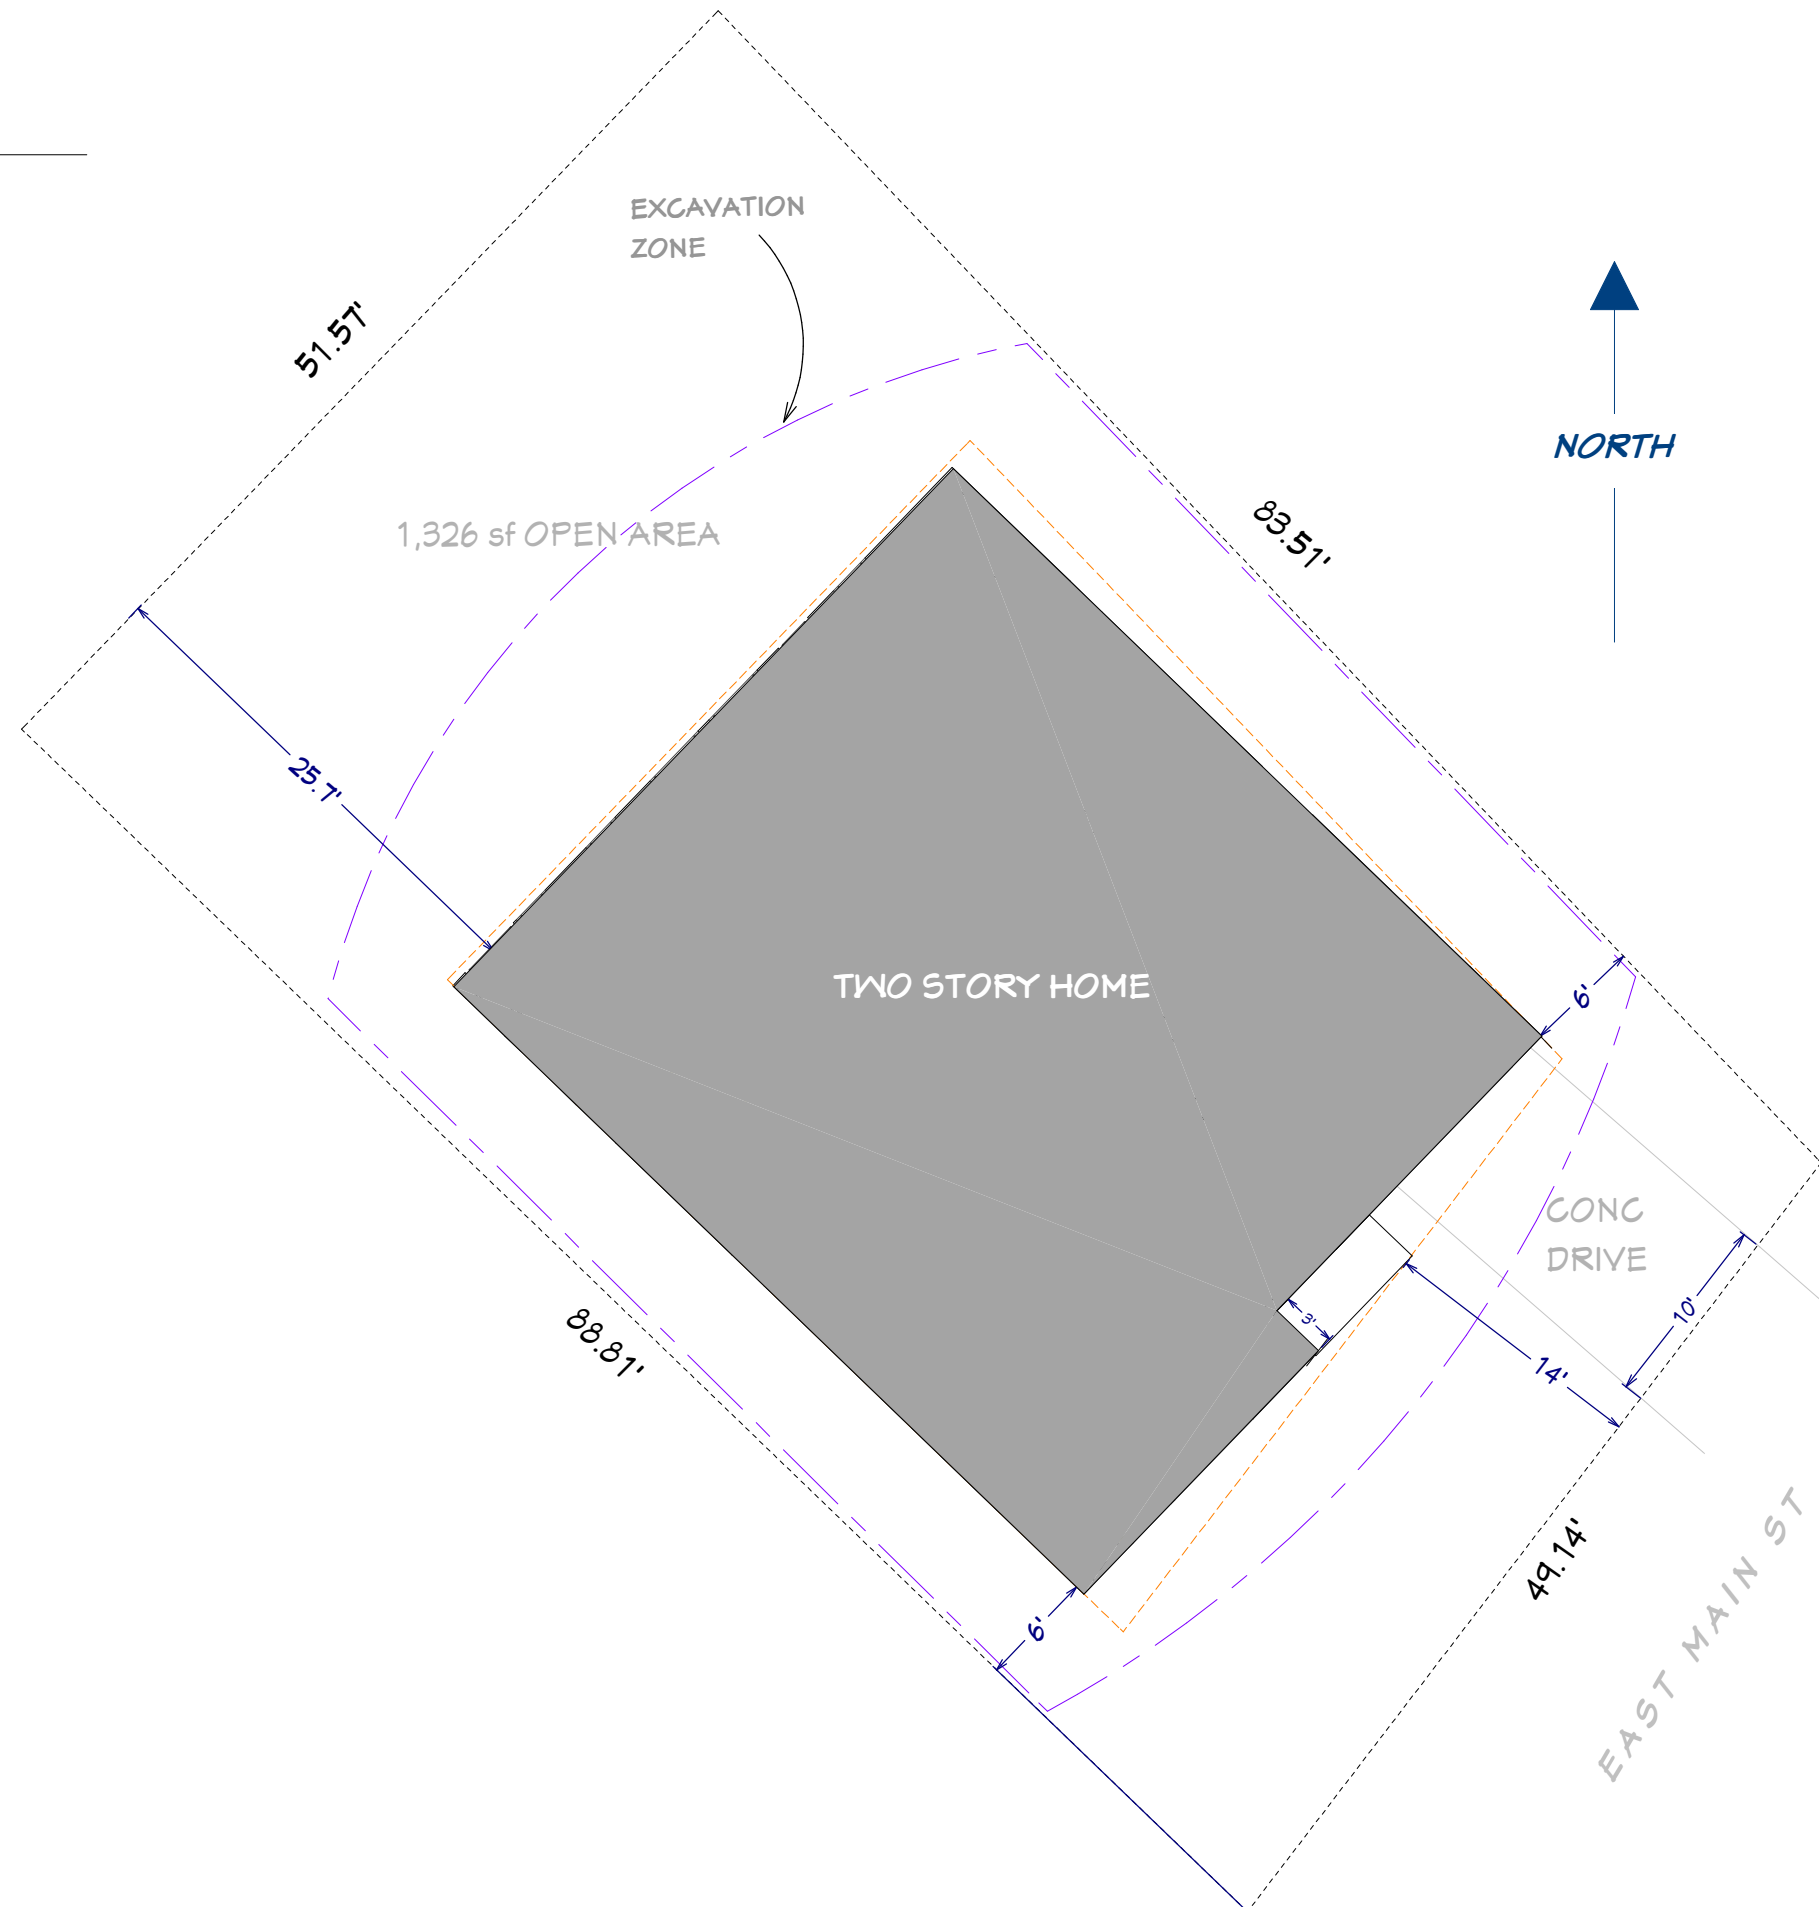 EXCAVATION
ZONE
51.57'
NORTH
1,326 sf OPEN AREA
83.51'
25.7'
TWO STORY HOME
6'
CONC
DRIVE
10'
3'
14'
88.81'
49.14'
6'
EAST MAIN ST